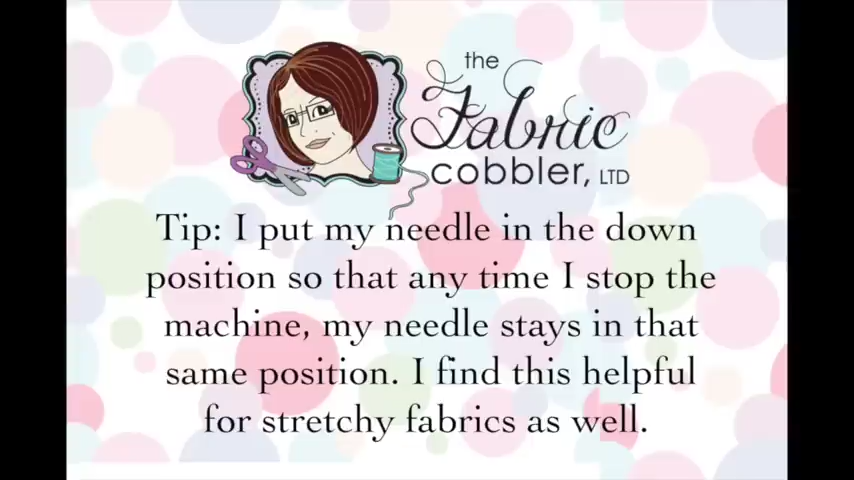 the
Fabric
cobbler, LTD
Tip: I put my needle in the down
position so that any time I stop the
machine, my needle stays in that
same position. I find this helpful
for stretchy fabrics as well.